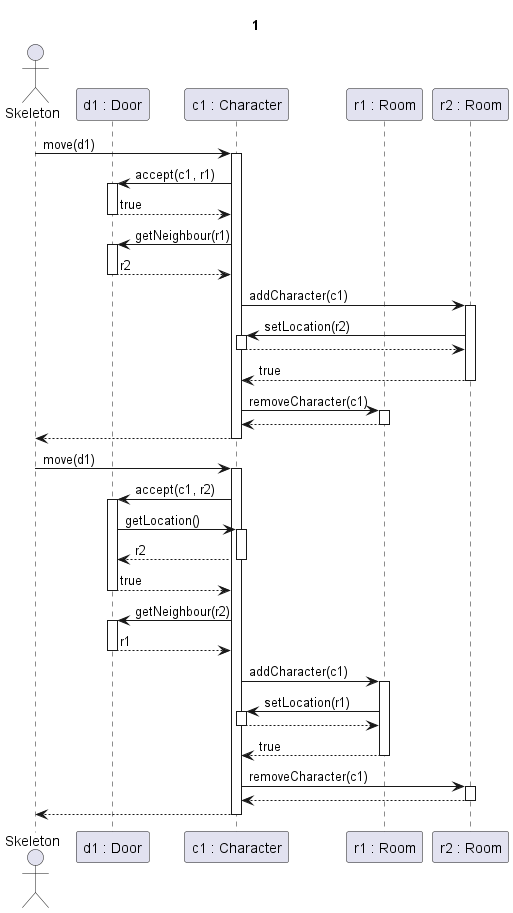 1
Skeleton
d1 : Door
c1 : Character
r1 : Room
r2 : Room
move(d1)
accept(c1, r1)
true
getNeighbour(r1)
r2
addCharacter(c1)
setLocation(r2)
true
removeCharacter(c1)
move(d1)
accept(c1, r2)
getLocation()
r2
true
getNeighbour(r2)
r1
addCharacter(c1)
setLocation(r1)
true
removeCharacter(c1)
Skeleton
d1 : Door
c1 : Character
r1 : Room
r2 : Room